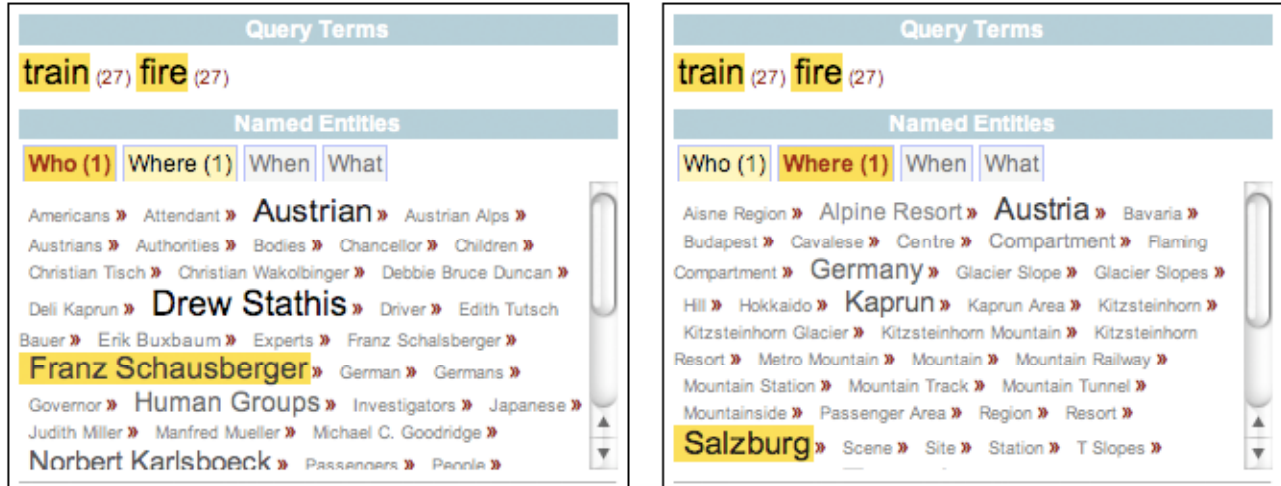 Query Terms
train (27) fire (27)
Named Entities
Who (1) Where (1) When What
Americans » Attendant » Austrian » Austrian Alps »
Austrians » Authorities » Bodies » Chancellor » Children »
Christian Tisch » Christian Wakolbinger » Debbie Bruce Duncan »
Deli Kaprun » Drew Stathis » Driver » Edith Tutsch
Bauer » Erik Buxbaum » Experts » Franz Schalsberger »
Franz Schausberger » German » Germans »
Governor » Human Groups » Investigators » Japanese »
Judith Miller » Manfred Mueller » Michael C. Goodridge »
Norbert Karlsboeck » Passengers » People »
Query Terms
train (27) fire (27)
Named Entities
Who (1) Where (1) When What
Aisne Region » Alpine Resort » Austria » Bavaria »
Budapest » Cavalese » Centre » Compartment » Flaming
Compartment » Germany » Glacier Slope » Glacier Slopes »
Hill » Hokkaido » Kaprun » Kaprun Area » Kitzsteinhorn »
Kitzsteinhorn Glacier » Kitzsteinhorn Mountain » Kitzsteinhorn
Resort » Metro Mountain » Mountain » Mountain Railway »
Mountain Station » Mountain Track » Mountain Tunnel »
Mountainside » Passenger Area » Region » Resort »
Salzburg » Scene » Site » Station » T Slopes »